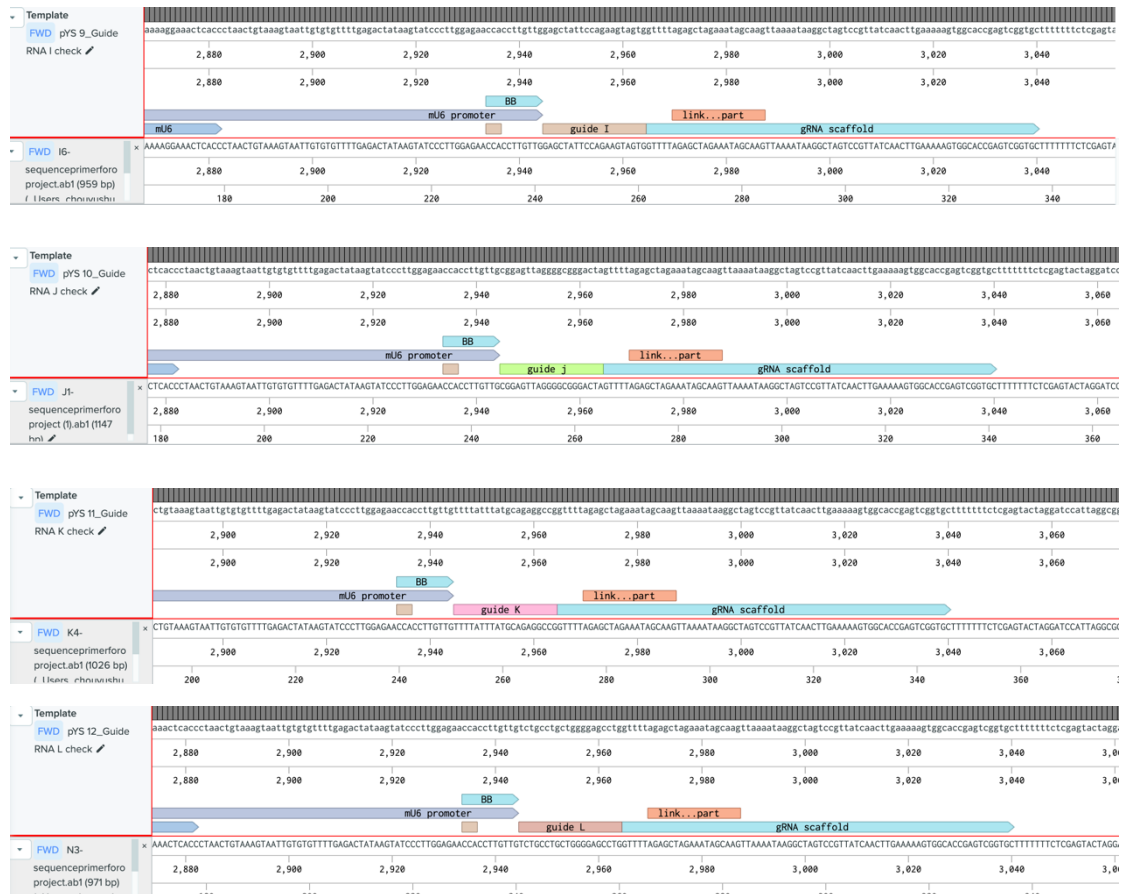 Template
FWD pYS 9_Guide
RNA I check
aaaaggaaactcaccctaactgtaaagtaattgtgtgttttgagactataagtatcccttggagaaccaccttgttggagctattccagaagtagtggttttagagctagaaatagcaagttaaaataaggctagtccgttatcaacttgaaaaagtggcaccgagtcggtgctttttttctcgagta
2,880 2,900 2,920 2,940 2,960 2,980 3,000 3,020 3,040
2,880 2,900 2,920 2,940 2,960 2,980 3,000 3,020 3,040
BB
mU6 promoter link...part
mU6 guide I gRNA scaffold
FWD I6-
sequenceprimerforo
project.ab1 (959 bp)
AAAAGGAAACTCACCCTAACTGTAAAGTAATTGTGTGTTTTGAGACTATAAGTATCCCTTGGAGAACCACCTTGTTGGAGCTATTCCAGAAGTAGTGGTTTTAGAGCTAGAAATAGCAAGTTAAAATAAGGCTAGTCCGTTATCAACTTGAAAAAGTGGCACCGAGTCGGTGCTTTTTTTCTCGAGTA
2,880 2,900 2,920 2,940 2,960 2,980 3,000 3,020 3,040
180 200 220 240 260 280 300 320 340
Template
FWD pYS 10_Guide
RNA J check
ctcaccctaactgtaaagtaattgtgtgttttgagactataagtatcccttggagaaccaccttgttgcggagttaggggcgggactagttttagagctagaaatagcaagttaaaataaggctagtccgttatcaacttgaaaaagtggcaccgagtcggtgctttttttctcgagtactaggatcc
2,880 2,900 2,920 2,940 2,960 2,980 3,000 3,020 3,040 3,060
2,880 2,900 2,920 2,940 2,960 2,980 3,000 3,020 3,040 3,060
BB
mU6 promoter link...part
guide j gRNA scaffold
FWD J1-
sequenceprimerforo
project (1).ab1 (1147
CTCACCCTAACTGTAAAGTAATTGTGTGTTTTGAGACTATAAGTATCCCTTGGAGAACCACCTTGTTGCGGAGTTAGGGGCGGGACTAGTTTTAGAGCTAGAAATAGCAAGTTAAAATAAGGCTAGTCCGTTATCAACTTGAAAAAGTGGCACCGAGTCGGTGCTTTTTTTCTCGAGTACTAGGATCC
2,880 2,900 2,920 2,940 2,960 2,980 3,000 3,020 3,040 3,060
180 200 220 240 260 280 300 320 340 360
Template
FWD pYS 11_Guide
RNA K check
ctgtaaagtaattgtgtgttttgagactataagtatcccttggagaaccaccttgttgttttatttatgcagaggccggttttagagctagaaatagcaagttaaaataaggctagtccgttatcaacttgaaaaagtggcaccgagtcggtgctttttttctcgagtactaggatccattaggcgg
2,900 2,920 2,940 2,960 2,980 3,000 3,020 3,040 3,060
2,900 2,920 2,940 2,960 2,980 3,000 3,020 3,040 3,060
BB
mU6 promoter link...part
guide K gRNA scaffold
FWD K4-
sequenceprimerforo
project.ab1 (1026 bp)
CTGTAAAGTAATTGTGTGTTTTGAGACTATAAGTATCCCTTGGAGAACCACCTTGTTGTTTTATTTATGCAGAGGCCGGTTTTAGAGCTAGAAATAGCAAGTTAAAATAAGGCTAGTCCGTTATCAACTTGAAAAAGTGGCACCGAGTCGGTGCTTTTTTTCTCGAGTACTAGGATCCATTAGGCGG
2,900 2,920 2,940 2,960 2,980 3,000 3,020 3,040 3,060
200 220 240 260 280 300 320 340 360
Template
FWD pYS 12_Guide
RNA L check
aaactcaccctaactgtaaagtaattgtgtgttttgagactataagtatcccttggagaaccaccttgttgtctgcctgctggggagcctggttttagagctagaaatagcaagttaaaataaggctagtccgttatcaacttgaaaaagtggcaccgagtcggtgctttttttctcgagtactagga
2,880 2,900 2,920 2,940 2,960 2,980 3,000 3,020 3,040
2,880 2,900 2,920 2,940 2,960 2,980 3,000 3,020 3,040
BB
mU6 promoter link...part
guide L gRNA scaffold
FWD N3-
sequenceprimerforo
project.ab1 (971 bp)
AAACTCACCCTAACTGTAAAGTAATTGTGTGTTTTGAGACTATAAGTATCCCTTGGAGAACCACCTTGTTGTCTGCCTGCTGGGGAGCCTGGTTTTAGAGCTAGAAATAGCAAGTTAAAATAAGGCTAGTCCGTTATCAACTTGAAAAAGTGGCACCGAGTCGGTGCTTTTTTTCTCGAGTACTAGGA
2,880 2,900 2,920 2,940 2,960 2,980 3,000 3,020 3,040